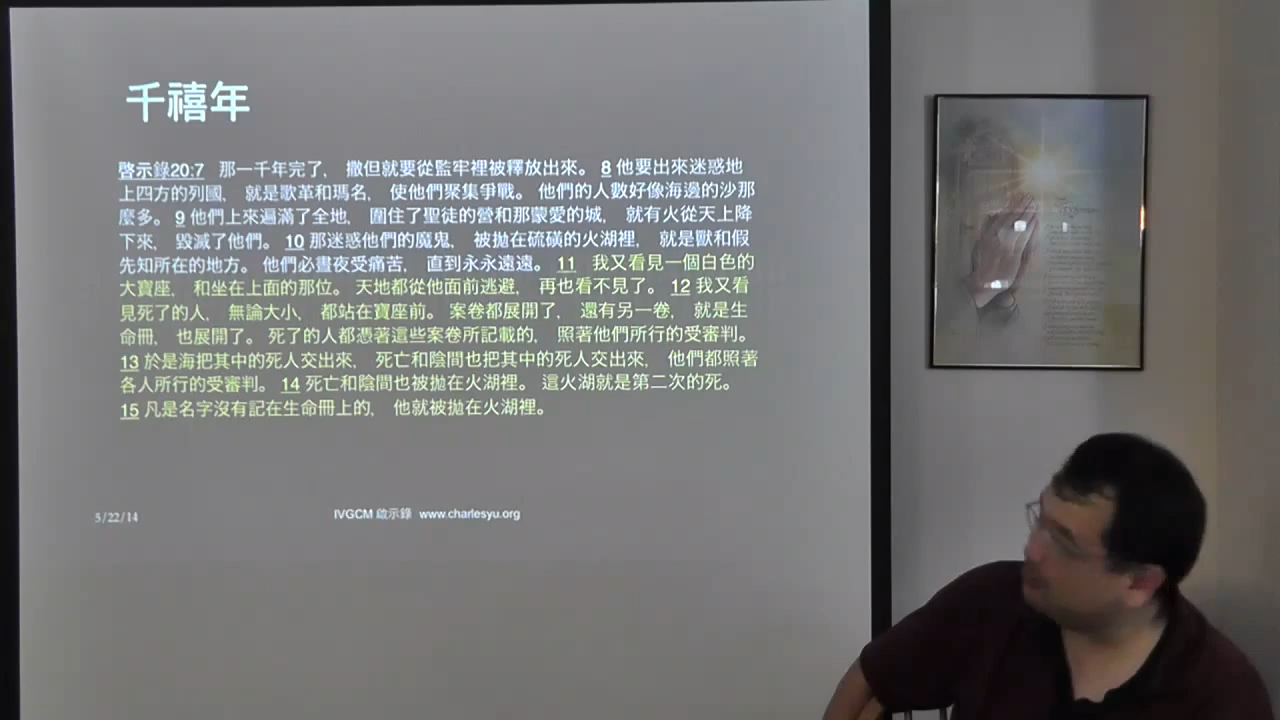 千禧年
啓示錄20:7 那一千年完了, 撒但就要從監牢裡被釋放出來。 8 他要出來迷惑地
上四方的列國, 就是歌革和瑪各, 使他們聚集爭戰。 他們的人數好像海邊的沙那
麼多。 9 他們上來遍滿了全地, 圍住了聖徒的營和那蒙愛的城, 就有火從天上降
下來, 毀滅了他們。 10 那迷惑他們的魔鬼, 被拋在硫磺的火湖裡, 就是獸和假
先知所在的地方。 他們必晝夜受痛苦, 直到永永遠遠。 11 我又看見一個白色的
大寶座, 和坐在上面的那位。 天地都從他面前逃避, 再也看不見了。 12 我又看
見死了的人, 無論大小, 都站在寶座前。 案卷都展開了, 還有另一卷, 就是生
命冊, 也展開了。 死了的人都憑著這些案卷所記載的, 照著他們所行的受審判。
13 於是海把其中的死人交出來, 死亡和陰間也把其中的死人交出來, 他們都照著
各人所行的受審判。 14 死亡和陰間也被拋在火湖裡。 這火湖就是第二次的死。
15 凡是名字沒有記在生命冊上的, 他就被拋在火湖裡。
5/22/14
IVGCM 啟示錄 www.charlesyu.org